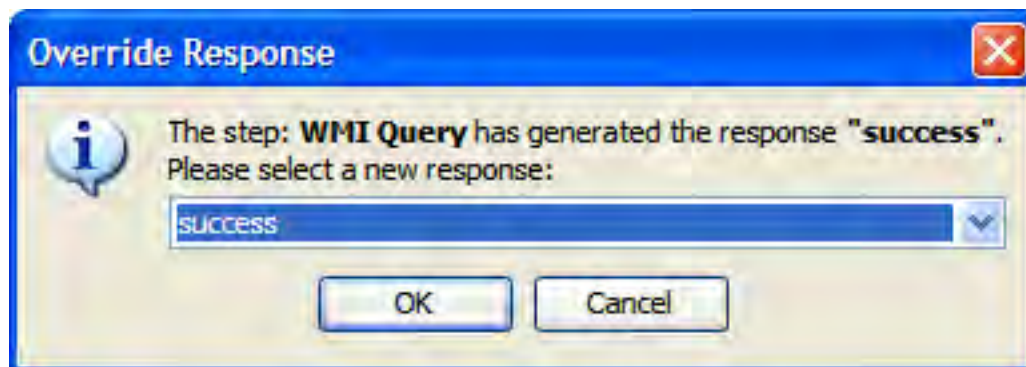 Override Response
The step: WMI Query has generated the response "success".
Please select a new response:
success
OK
Cancel